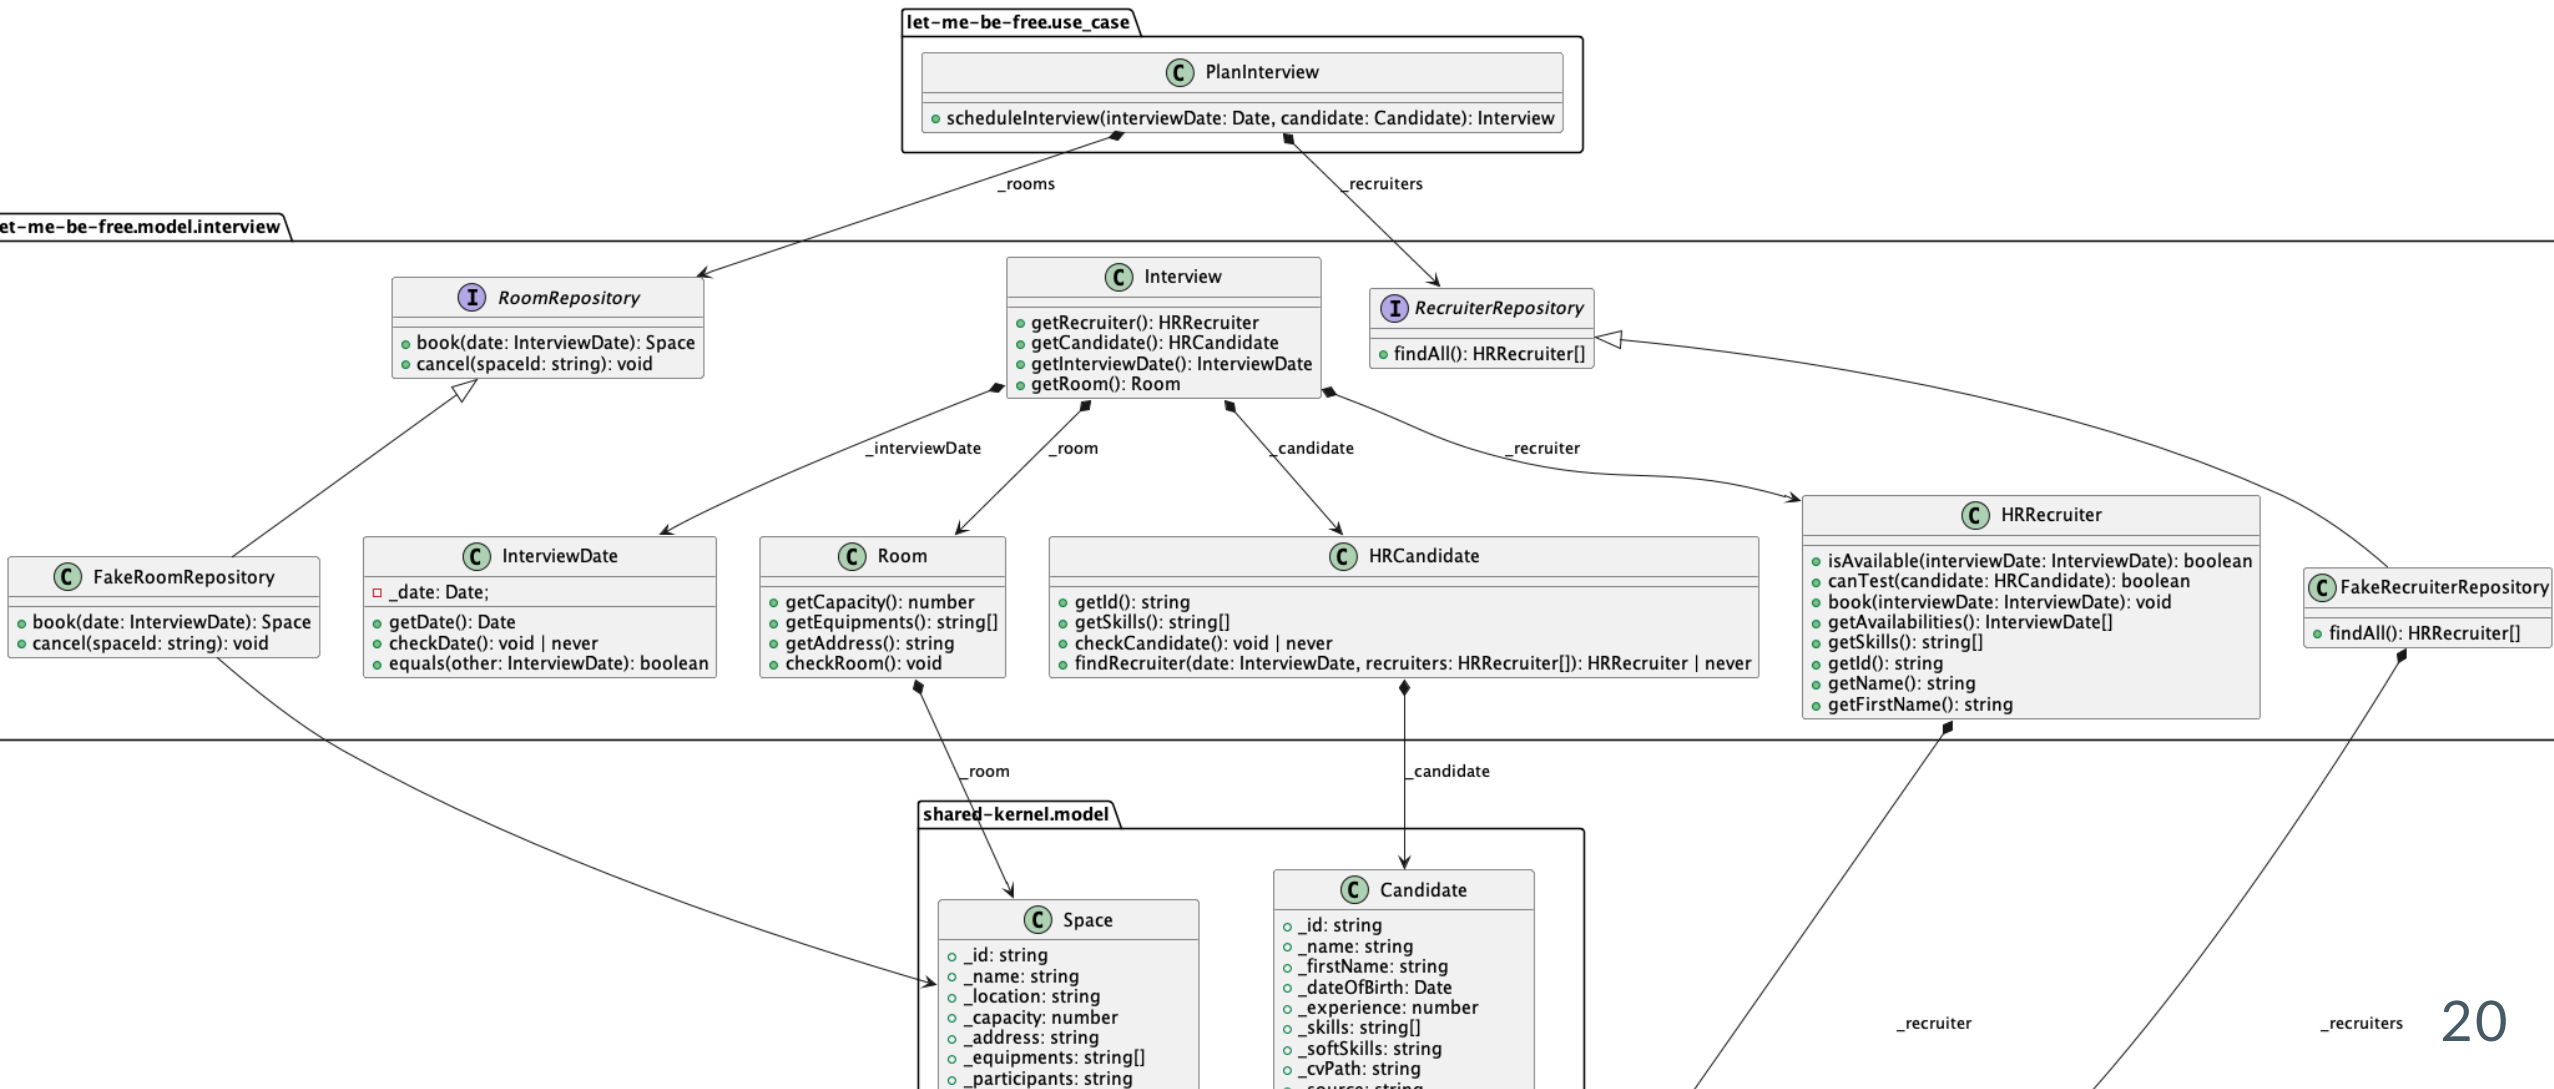 let-me-be-free.use_case
C PlanInterview
scheduleInterview(interviewDate: Date, candidate: Candidate): Interview
_rooms
_recruiters
et-me-be-free.model.interview
I RoomRepository
book(date: InterviewDate): Space
cancel(spaceId: string): void
C Interview
getRecruiter(): HRRecruiter
getCandidate(): HRCandidate
getInterviewDate(): InterviewDate
getRoom(): Room
I RecruiterRepository
findAll(): HRRecruiter[]
_interviewDate
_room
_candidate
_recruiter
C FakeRoomRepository
book(date: InterviewDate): Space
cancel(spaceId: string): void
C InterviewDate
_date: Date;
getDate(): Date
checkDate(): void | never
equals(other: InterviewDate): boolean
C Room
getCapacity(): number
getEquipments(): string[]
getAddress(): string
checkRoom(): void
C HRCandidate
getId(): string
getSkills(): string[]
checkCandidate(): void | never
findRecruiter(date: InterviewDate, recruiters: HRRecruiter[]): HRRecruiter | never
C HRRecruiter
isAvailable(interviewDate: InterviewDate): boolean
canTest(candidate: HRCandidate): boolean
book(interviewDate: InterviewDate): void
getAvailabilities(): InterviewDate[]
getSkills(): string[]
getId(): string
getName(): string
getFirstName(): string
C FakeRecruiterRepository
findAll(): HRRecruiter[]
_room
_candidate
shared-kernel.model
C Space
_id: string
_name: string
_location: string
_capacity: number
_address: string
_equipments: string[]
_participants: string
C Candidate
_id: string
_name: string
_firstName: string
_dateOfBirth: Date
_experience: number
_skills: string[]
_softSkills: string
_cvPath: string
_recruiter
_recruiters
20